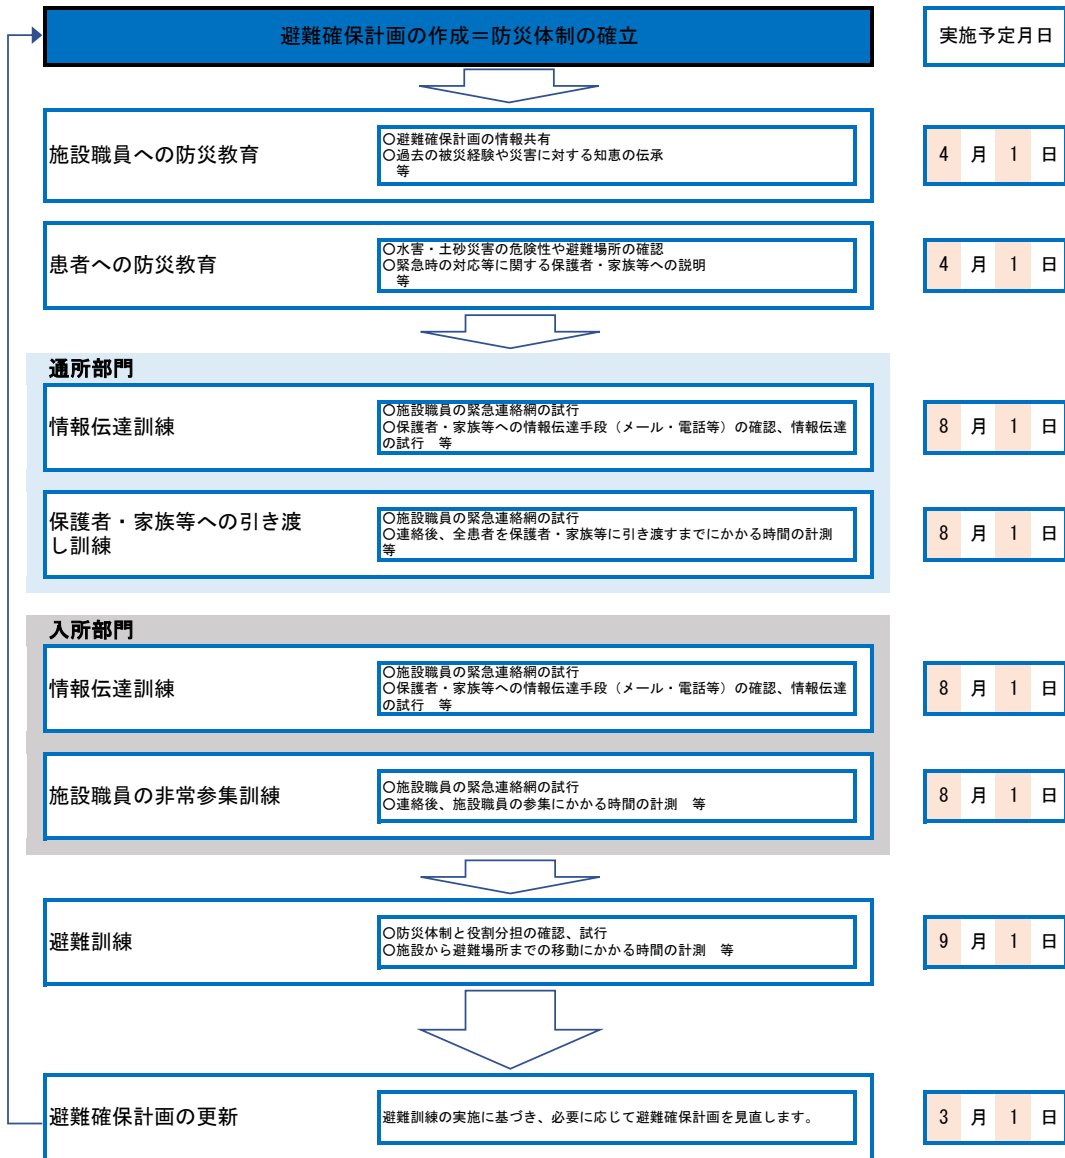 避難確保計画の作成＝防災体制の確立
実施予定月日
施設職員への防災教育
〇避難確保計画の情報共有
〇過去の被災経験や災害に対する知恵の伝承
等
4 月 1 日
患者への防災教育
〇水害・土砂災害の危険性や避難場所の確認
〇緊急時の対応等に関する保護者・家族等への説明
等
4 月 1 日
通所部門
情報伝達訓練
〇施設職員の緊急連絡網の試行
〇保護者・家族等への情報伝達手段（メール・電話等）の確認、情報伝達
の試行　等
8 月 1 日
保護者・家族等への引き渡
し訓練
〇施設職員の緊急連絡網の試行
〇連絡後、全患者を保護者・家族等に引き渡すまでにかかる時間の計測
等
8 月 1 日
入所部門
情報伝達訓練
〇施設職員の緊急連絡網の試行
〇保護者・家族等への情報伝達手段（メール・電話等）の確認、情報伝達
の試行　等
8 月 1 日
施設職員の非常参集訓練
〇施設職員の緊急連絡網の試行
〇連絡後、施設職員の参集にかかる時間の計測　等
8 月 1 日
避難訓練
〇防災体制と役割分担の確認、試行
〇施設から避難場所までの移動にかかる時間の計測　等
9 月 1 日
避難確保計画の更新
避難訓練の実施に基づき、必要に応じて避難確保計画を見直します。
3 月 1 日